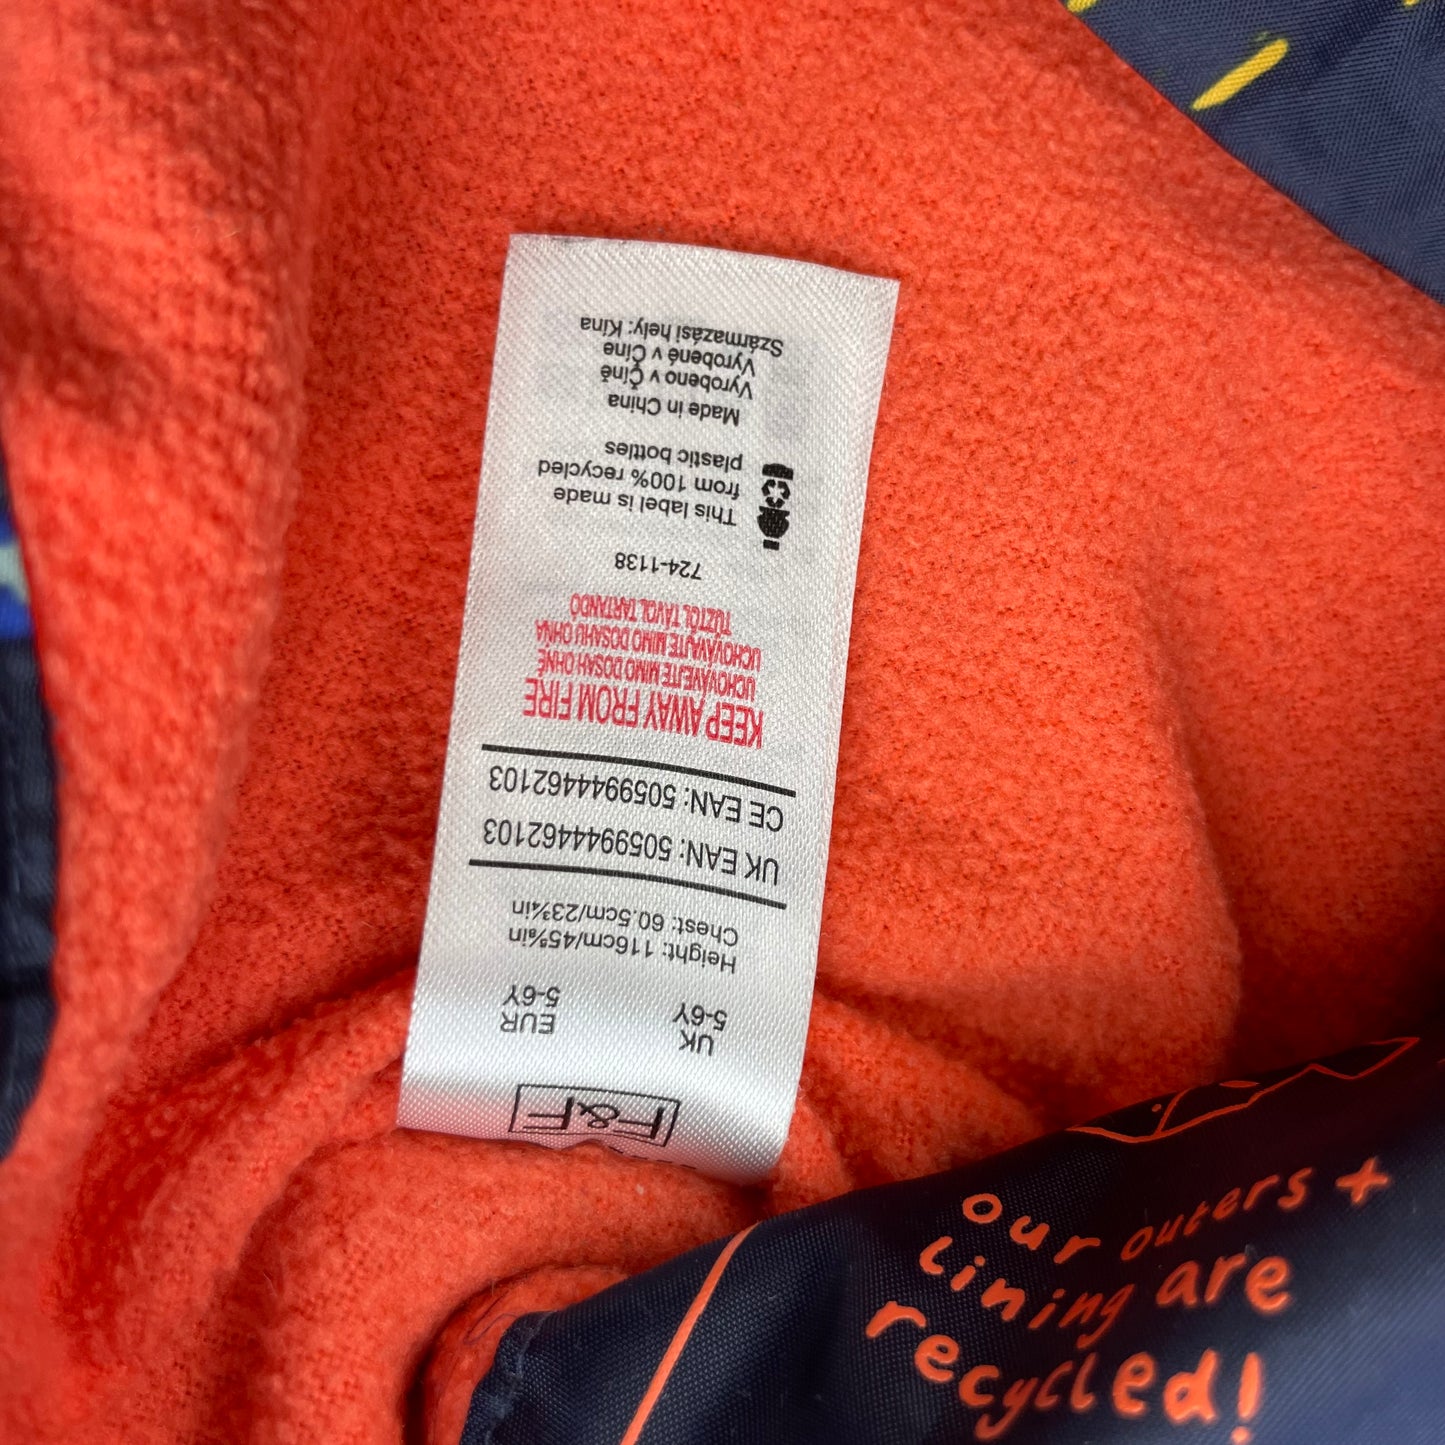 F&F
UK EUR
5-6Y 5-6Y
Height: 116cm/45⅝in
Chest: 60.5cm/23¾in
UK EAN: 5059944462103
CE EAN: 5059944462103
KEEP AWAY FROM FIRE
UCHOVÁVEJTE MIMO DOSAH OHNĚ
UCHOVÁVAJTE MIMO DOSAHU OHŇA
TŰZTŐL TÁVOL TARTANDÓ
724-1138
This label is made
from 100% recycled
plastic bottles
Made in China
Vyrobeno v Číně
Vyrobené v Číne
Származási hely: Kína
our outers +
lining are
recycled!